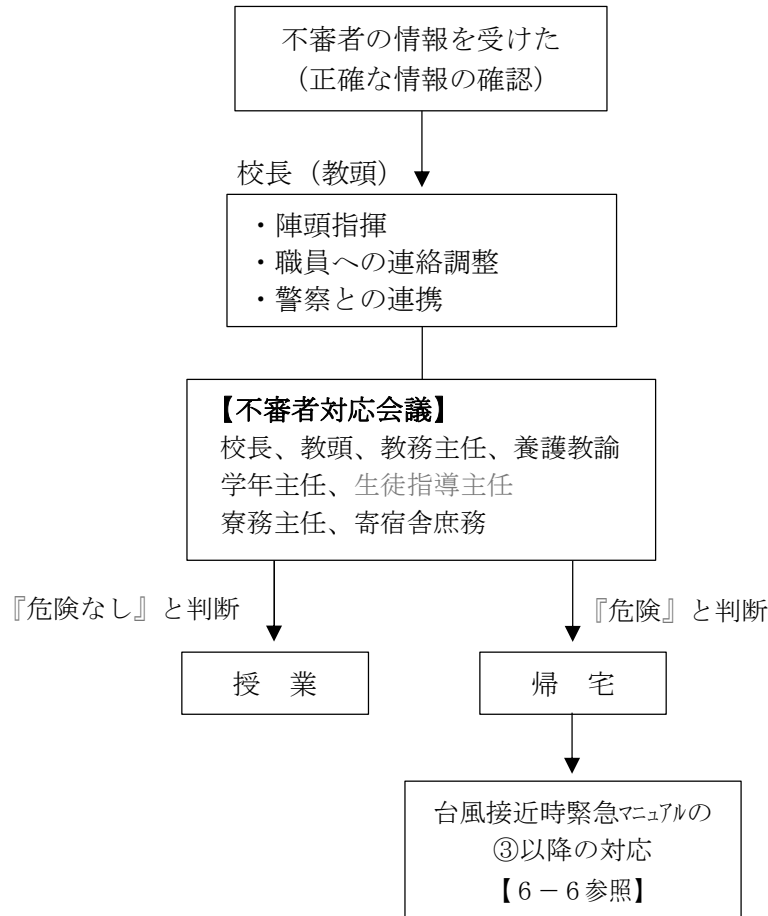 不審者の情報を受けた
(正確な情報の確認)
校長(教頭)
・陣頭指揮
・職員への連絡調整
・警察との連携
【不審者対応会議】
校長、教頭、教務主任、養護教諭
学年主任、生徒指導主任
寮務主任、寄宿舎庶務
『危険なし』と判断
『危険』と判断
授 業
帰 宅
台風接近時緊急ﾏﾆｭｱﾙの
③以降の対応
【6-6参照】